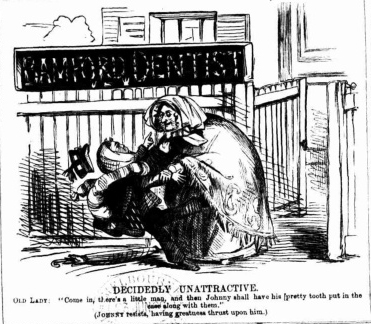 BAMFORD, DENTIST
DECIDEDLY UNATTRACTIVE.
OLD LADY: "Come in, there's a little man, and then Johnny shall have his pretty tooth put in the
case along with them."
(JOHNNY resists, having greatness thrust upon him.)